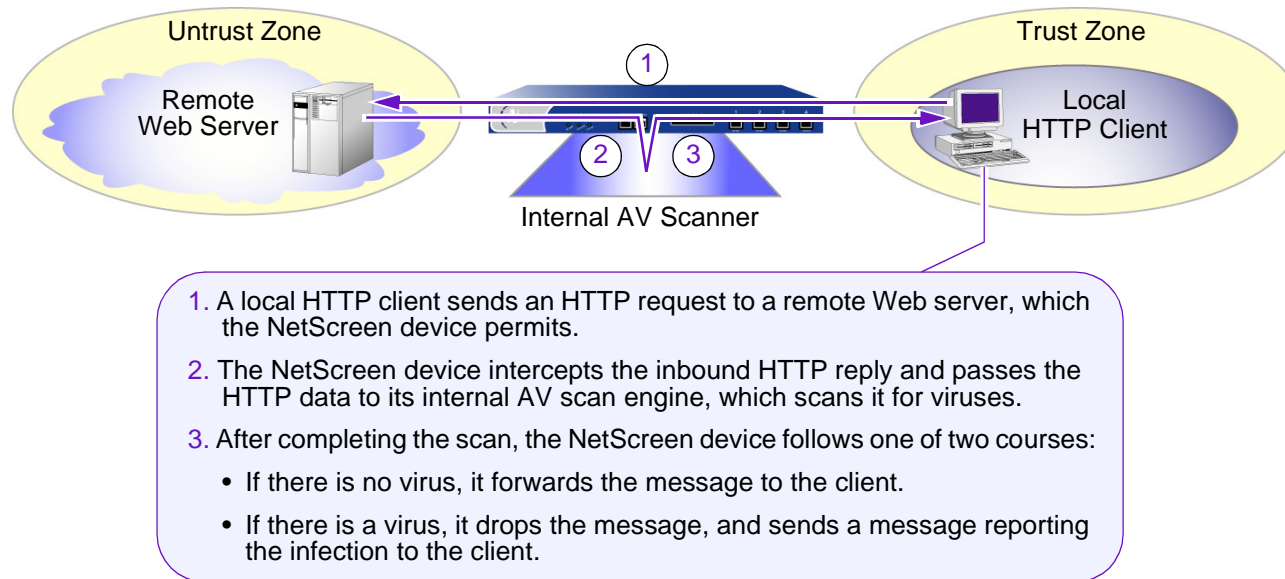 Untrust Zone
Trust Zone
Remote
Web Server
1
Local
HTTP Client
2
3
Internal AV Scanner
1. A local HTTP client sends an HTTP request to a remote Web server, which
the NetScreen device permits.
2. The NetScreen device intercepts the inbound HTTP reply and passes the
HTTP data to its internal AV scan engine, which scans it for viruses.
3. After completing the scan, the NetScreen device follows one of two courses:
• If there is no virus, it forwards the message to the client.
• If there is a virus, it drops the message, and sends a message reporting
the infection to the client.